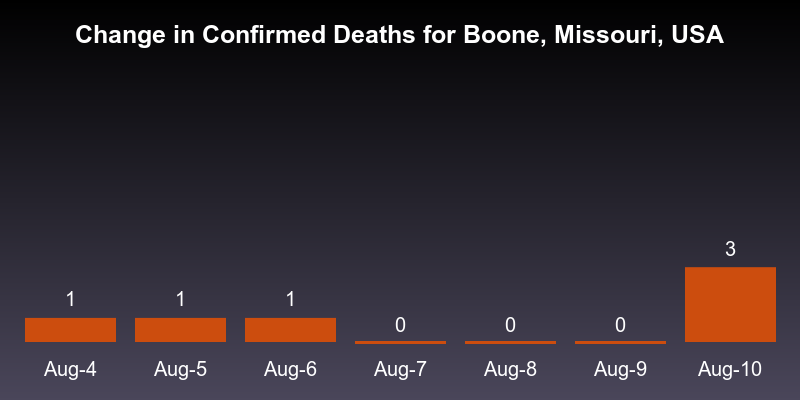 Change in Confirmed Deaths for Boone, Missouri, USA
3
1 1 1
0 0 0
Aug-4 Aug-5 Aug-6 Aug-7 Aug-8 Aug-9 Aug-10